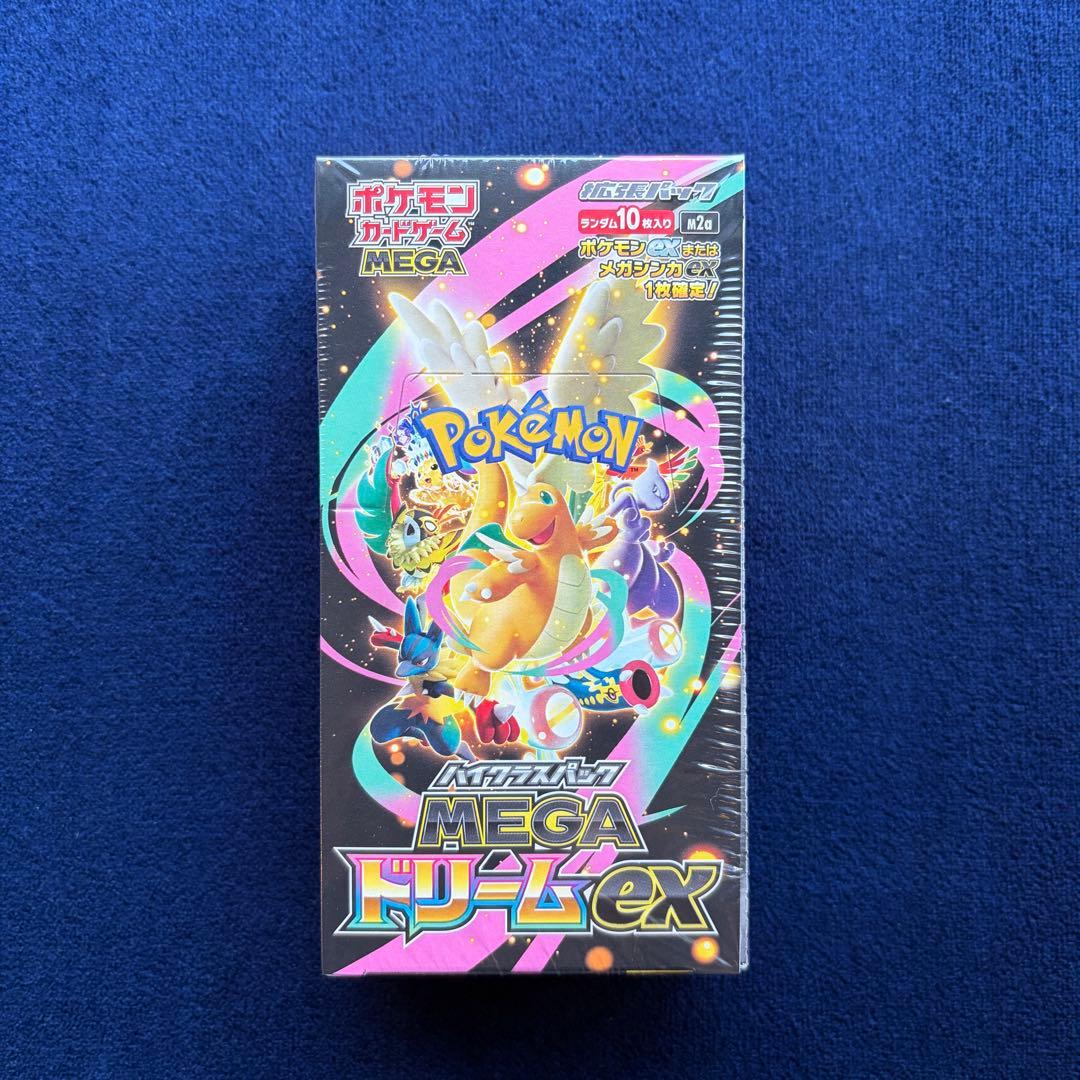 ポケモン
カードゲーム
MEGA
拡張パック
ランダム10枚入り M2a
ポケモンexまたは
メガシンカex
1枚確定!
POKéMON
TM
ハイクラスパック
MEGA
ドリームex